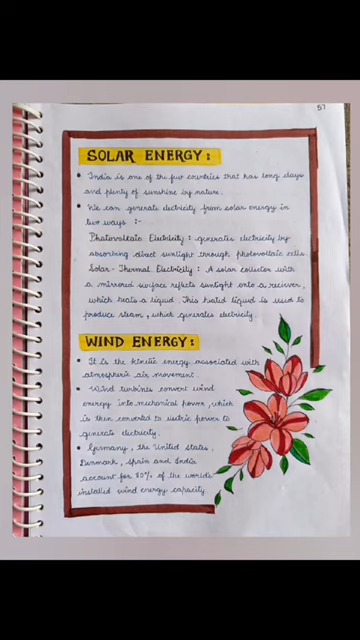 57
SOLAR ENERGY :
• India is one of the few countries that has long days
and plenty of sunshine by nature.
• We can generate electricity from solar energy in
two ways :-
Photovoltaic Electricity : generates electricity by
absorbing direct sunlight through photovoltaic cells.
Solar - Thermal Electricity : A solar collector with
a mirrored surface reflects sunlight onto a reciver,
which heats a liquid. This heated liquid is used to
produce steam, which generates electricity.
WIND ENERGY :
• It is the kinetic energy associated with
atmospheric air movement.
• Wind turbines convert wind
energy into mechanical power, which
is then converted to electric power to
generate electricity.
• Germany, the United States,
Denmark, Spain and India
account for 80% of the world's
installed wind energy capacity